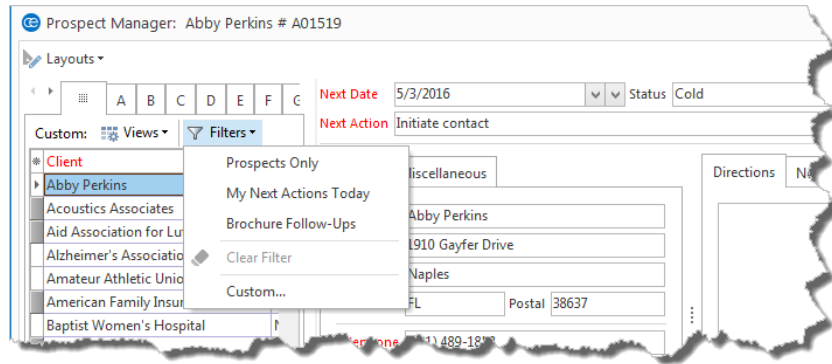 Prospect Manager: Abby Perkins # A01519
Layouts
A B C D E F
Next Date 5/3/2016 Status Cold
Next Action Initiate contact
Custom: Views Filters
Client
Abby Perkins
Acoustics Associates
Aid Association for Lu
Alzheimer's Associatio
Amateur Athletic Unio
American Family Insur
Baptist Women's Hospital
Prospects Only
My Next Actions Today
Brochure Follow-Ups
Clear Filter
Custom...
liscellaneous
Directions
Abby Perkins
1910 Gayfer Drive
Naples
FL Postal 38637